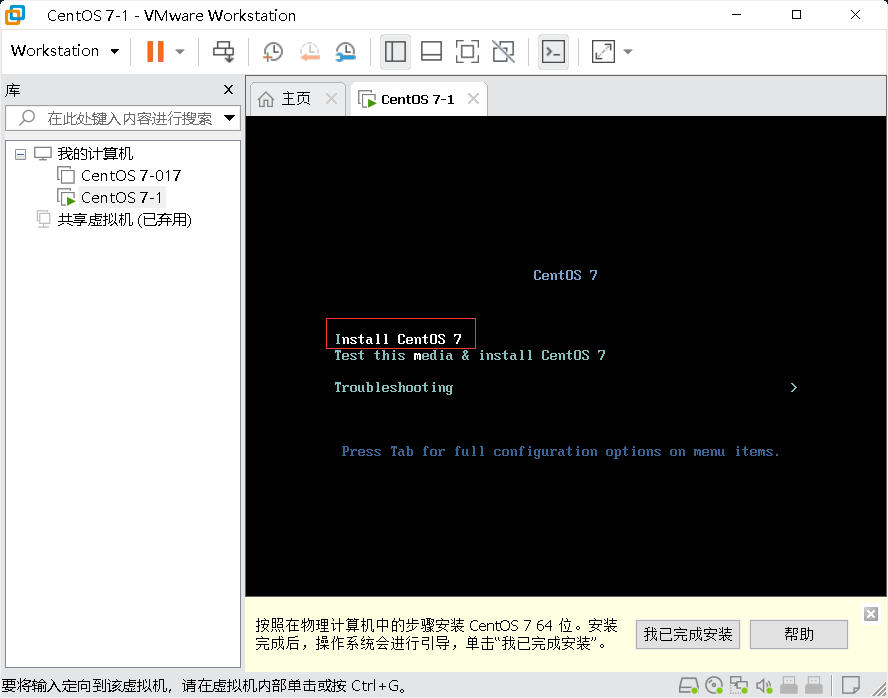 CentOS 7-1 - VMware Workstation
Workstation
库
主页
CentOS 7-1
在此处键入内容进行搜索
我的计算机
CentOS 7-017
CentOS 7-1
共享虚拟机 (已弃用)
CentOS 7
Install CentOS 7
Test this media & install CentOS 7
Troubleshooting
Press Tab for full configuration options on menu items.
按照在物理计算机中的步骤安装 CentOS 7 64 位。安装
完成后，操作系统会进行引导，单击“我已完成安装”。
我已完成安装
帮助
要将输入定向到该虚拟机，请在虚拟机内部单击或按 Ctrl+G。